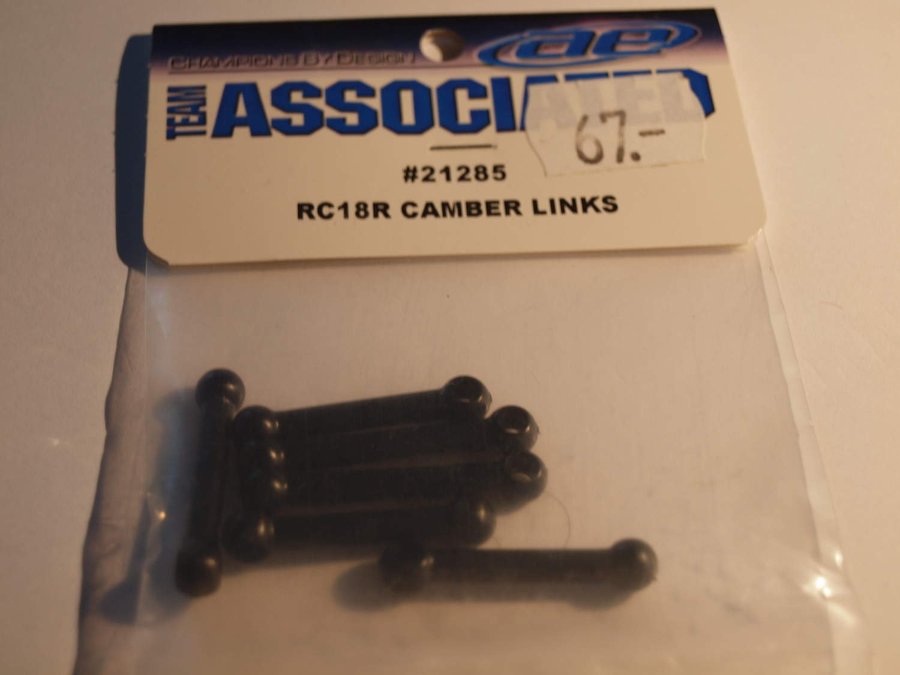 CHAMPIONS BY DESIGN
ae
TEAM ASSOCIATED
67.-
#21285
RC18R CAMBER LINKS